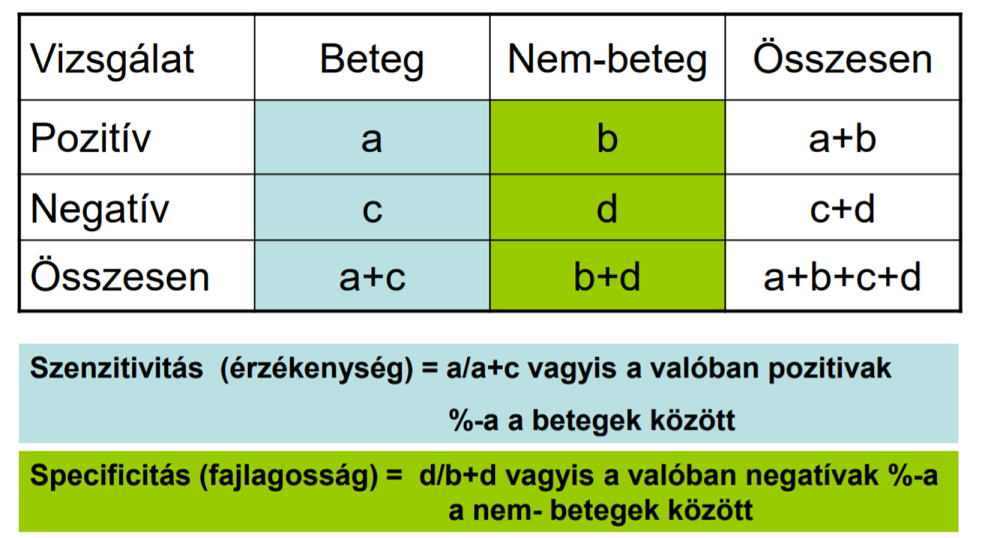 Vizsgálat Beteg Nem-beteg Összesen
Pozitív a b a+b
Negatív c d c+d
Összesen a+c b+d a+b+c+d
Szenzitivitás (érzékenység) = a/a+c vagyis a valóban pozitivak
%-a a betegek között
Specificitás (fajlagosság) = d/b+d vagyis a valóban negatívak %-a
a nem- betegek között